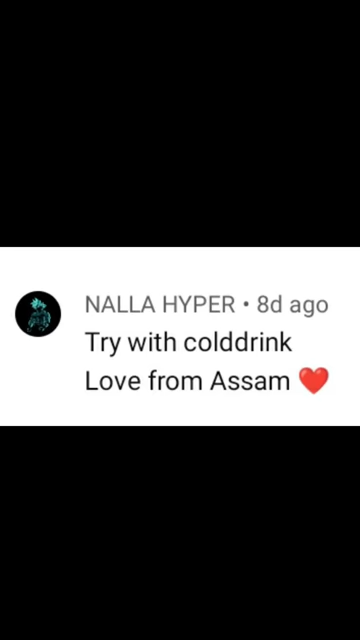 NALLA HYPER • 8d ago
Try with colddrink
Love from Assam ❤️